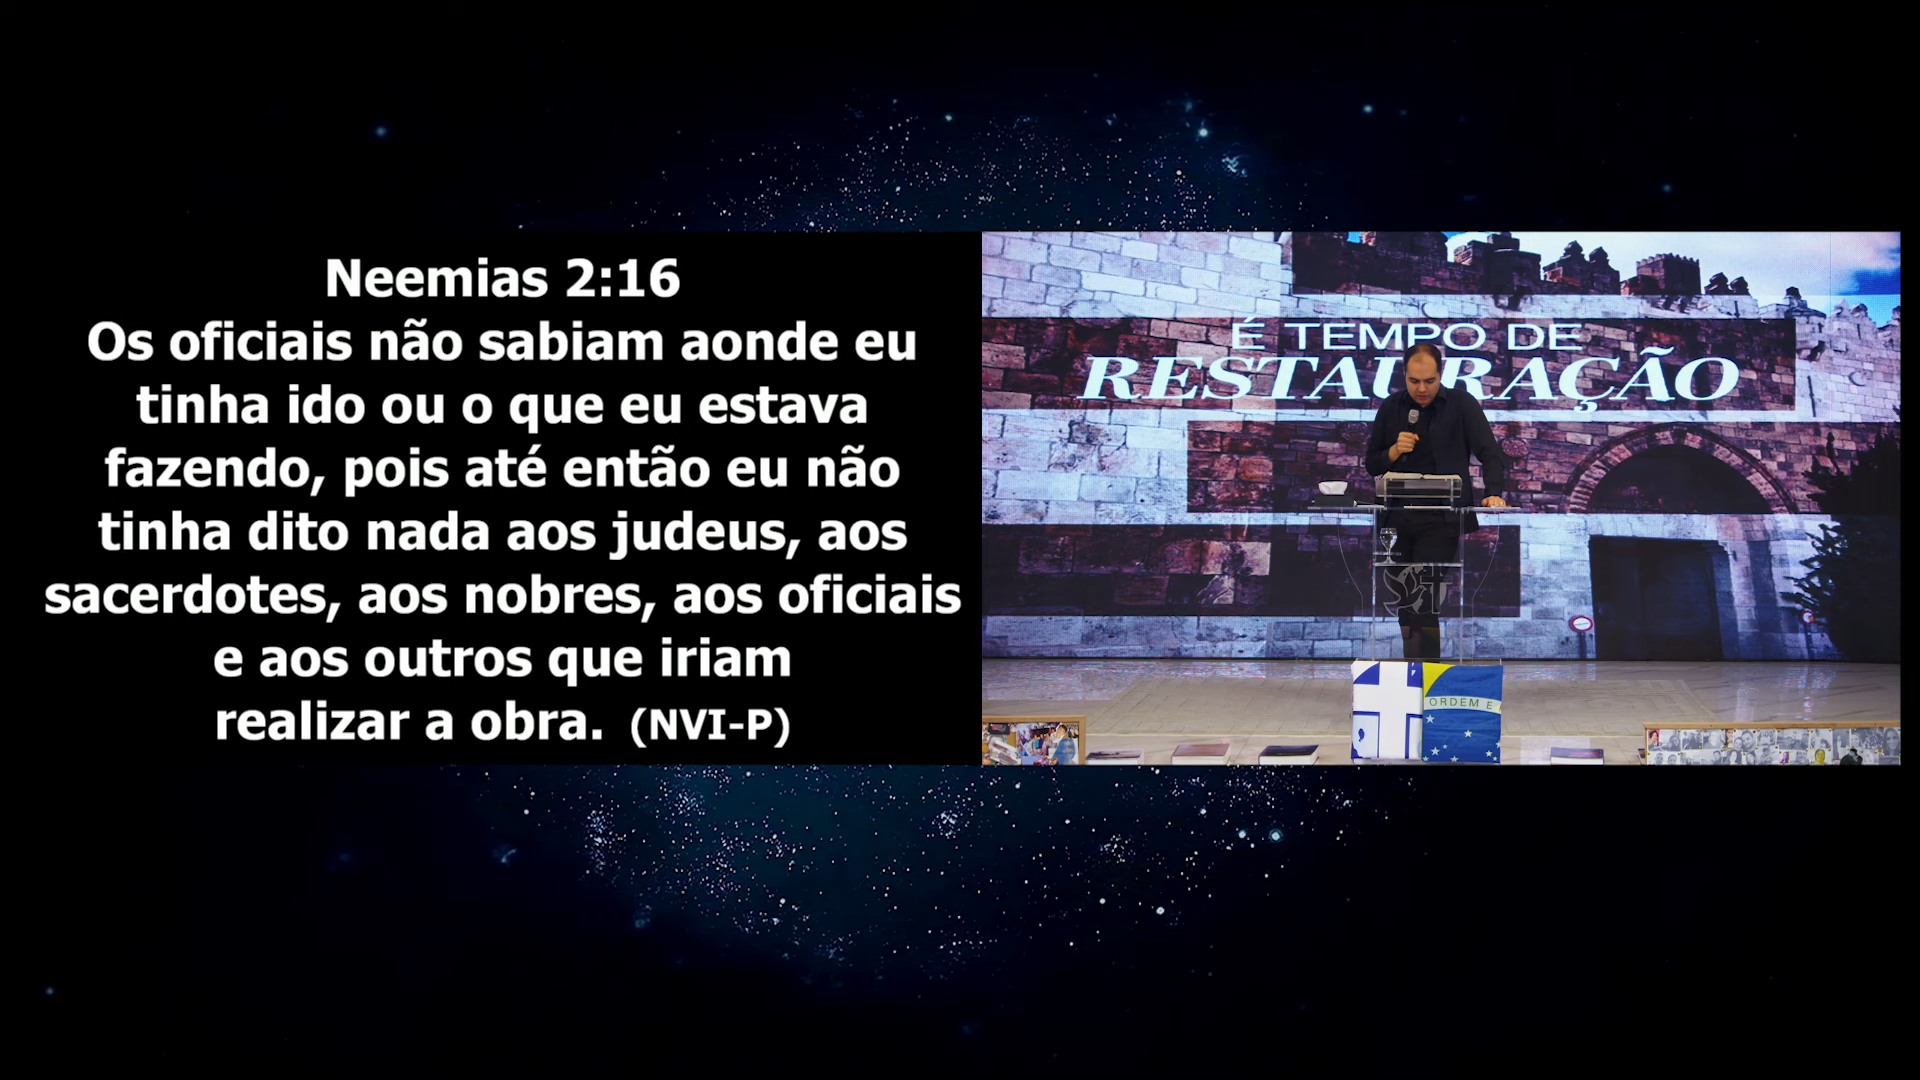 Neemias 2:16
Os oficiais não sabiam aonde eu
tinha ido ou o que eu estava
fazendo, pois até então eu não
tinha dito nada aos judeus, aos
sacerdotes, aos nobres, aos oficiais
e aos outros que iriam
realizar a obra. (NVI-P)
É TEMPO DE
RESTAURAÇÃO
ORDEM E